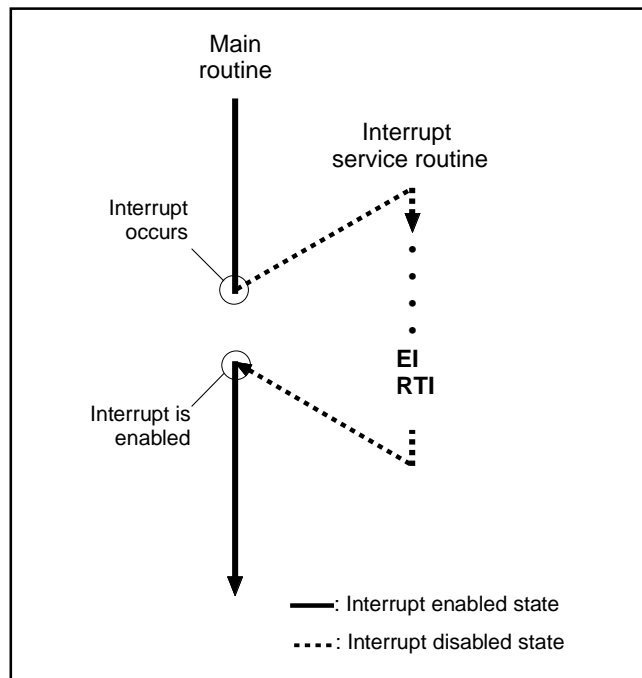 Main
routine
Interrupt
service routine
Interrupt
occurs
EI
RTI
Interrupt is
enabled
: Interrupt enabled state
: Interrupt disabled state